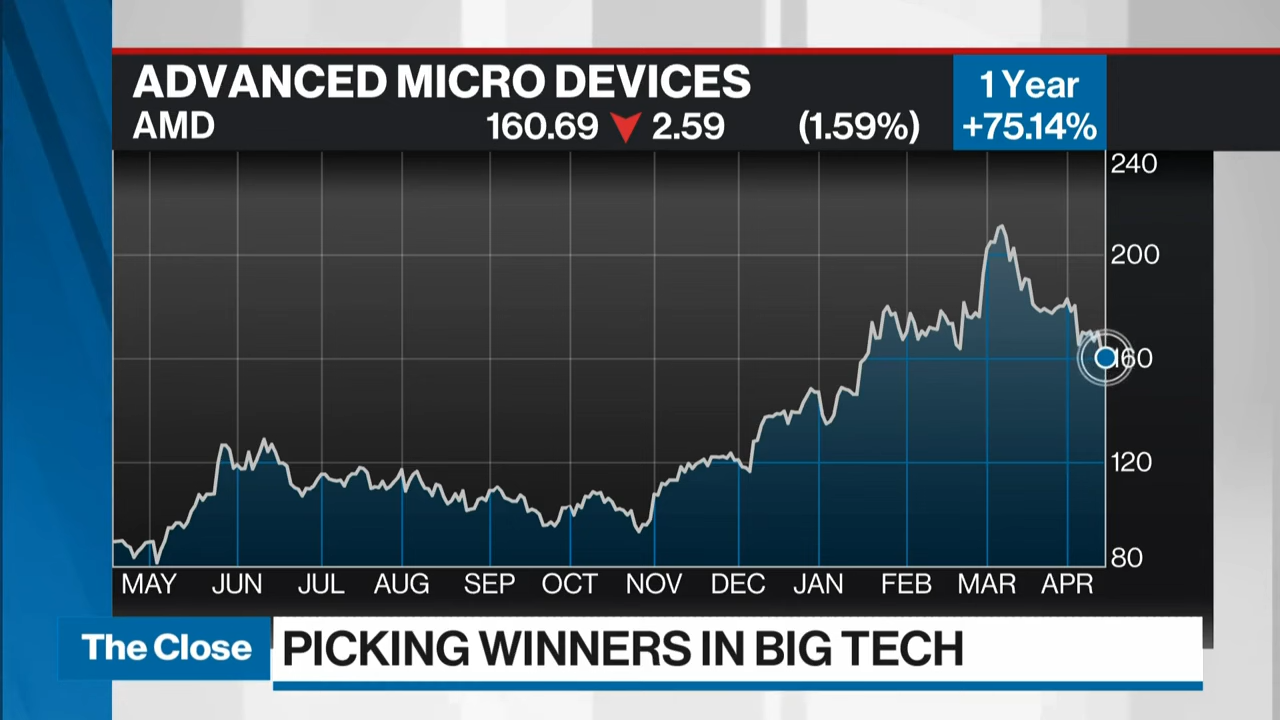 ADVANCED MICRO DEVICES
AMD 160.69 2.59 (1.59%)
1 Year
+75.14%
240
200
160
120
80
MAY JUN JUL AUG SEP OCT NOV DEC JAN FEB MAR APR
The Close
PICKING WINNERS IN BIG TECH